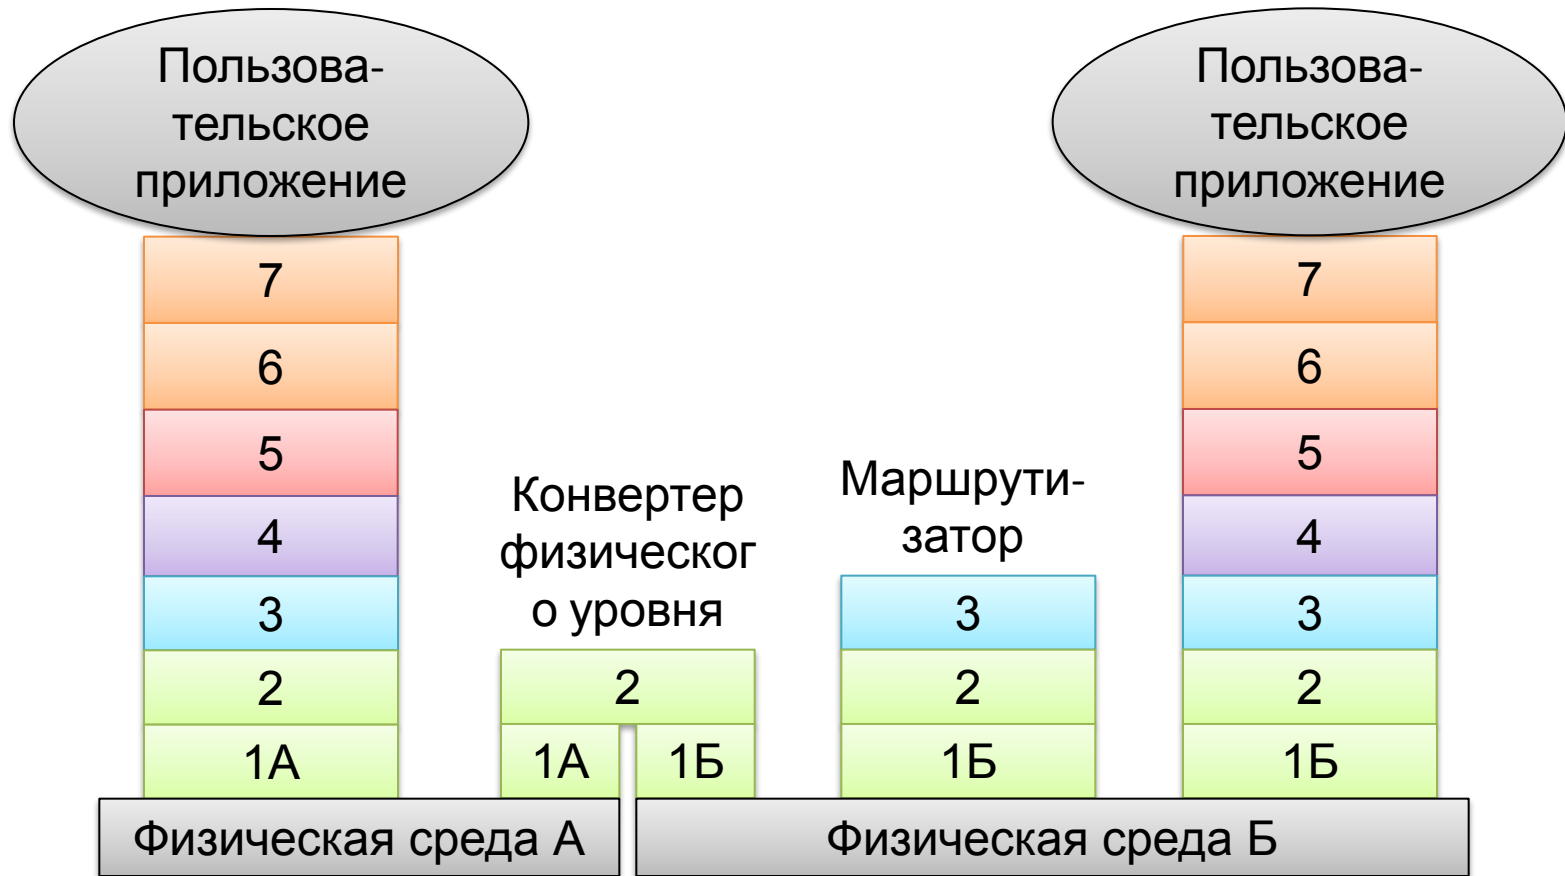 Пользова-
тельское
приложение
7
6
5
4
3
2
1А
Конвертер
физическог
о уровня
2
1А 1Б
Маршрути-
затор
3
2
1Б
Пользова-
тельское
приложение
7
6
5
4
3
2
1Б
Физическая среда А
Физическая среда Б